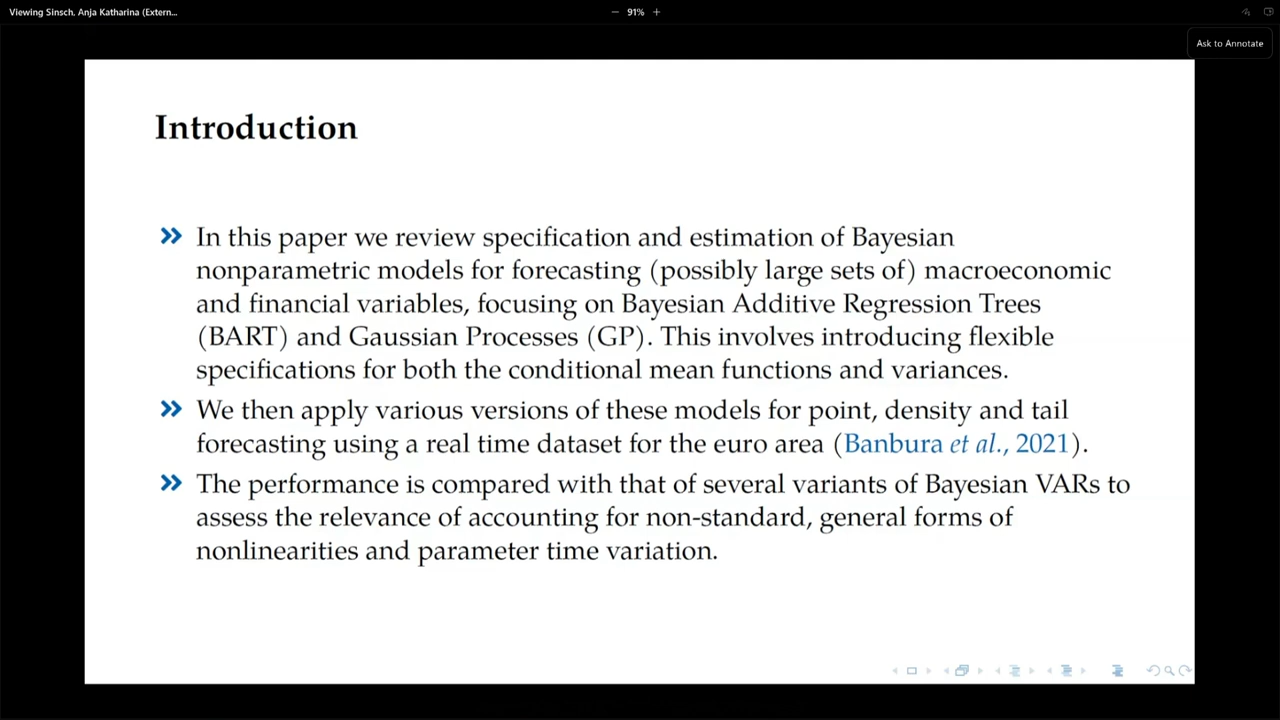 Viewing Sinsch, Anja Katharina (Extern...
91%
Ask to Annotate
Introduction
In this paper we review specification and estimation of Bayesian
nonparametric models for forecasting (possibly large sets of) macroeconomic
and financial variables, focusing on Bayesian Additive Regression Trees
(BART) and Gaussian Processes (GP). This involves introducing flexible
specifications for both the conditional mean functions and variances.
We then apply various versions of these models for point, density and tail
forecasting using a real time dataset for the euro area (Banbura et al., 2021).
The performance is compared with that of several variants of Bayesian VARs to
assess the relevance of accounting for non-standard, general forms of
nonlinearities and parameter time variation.